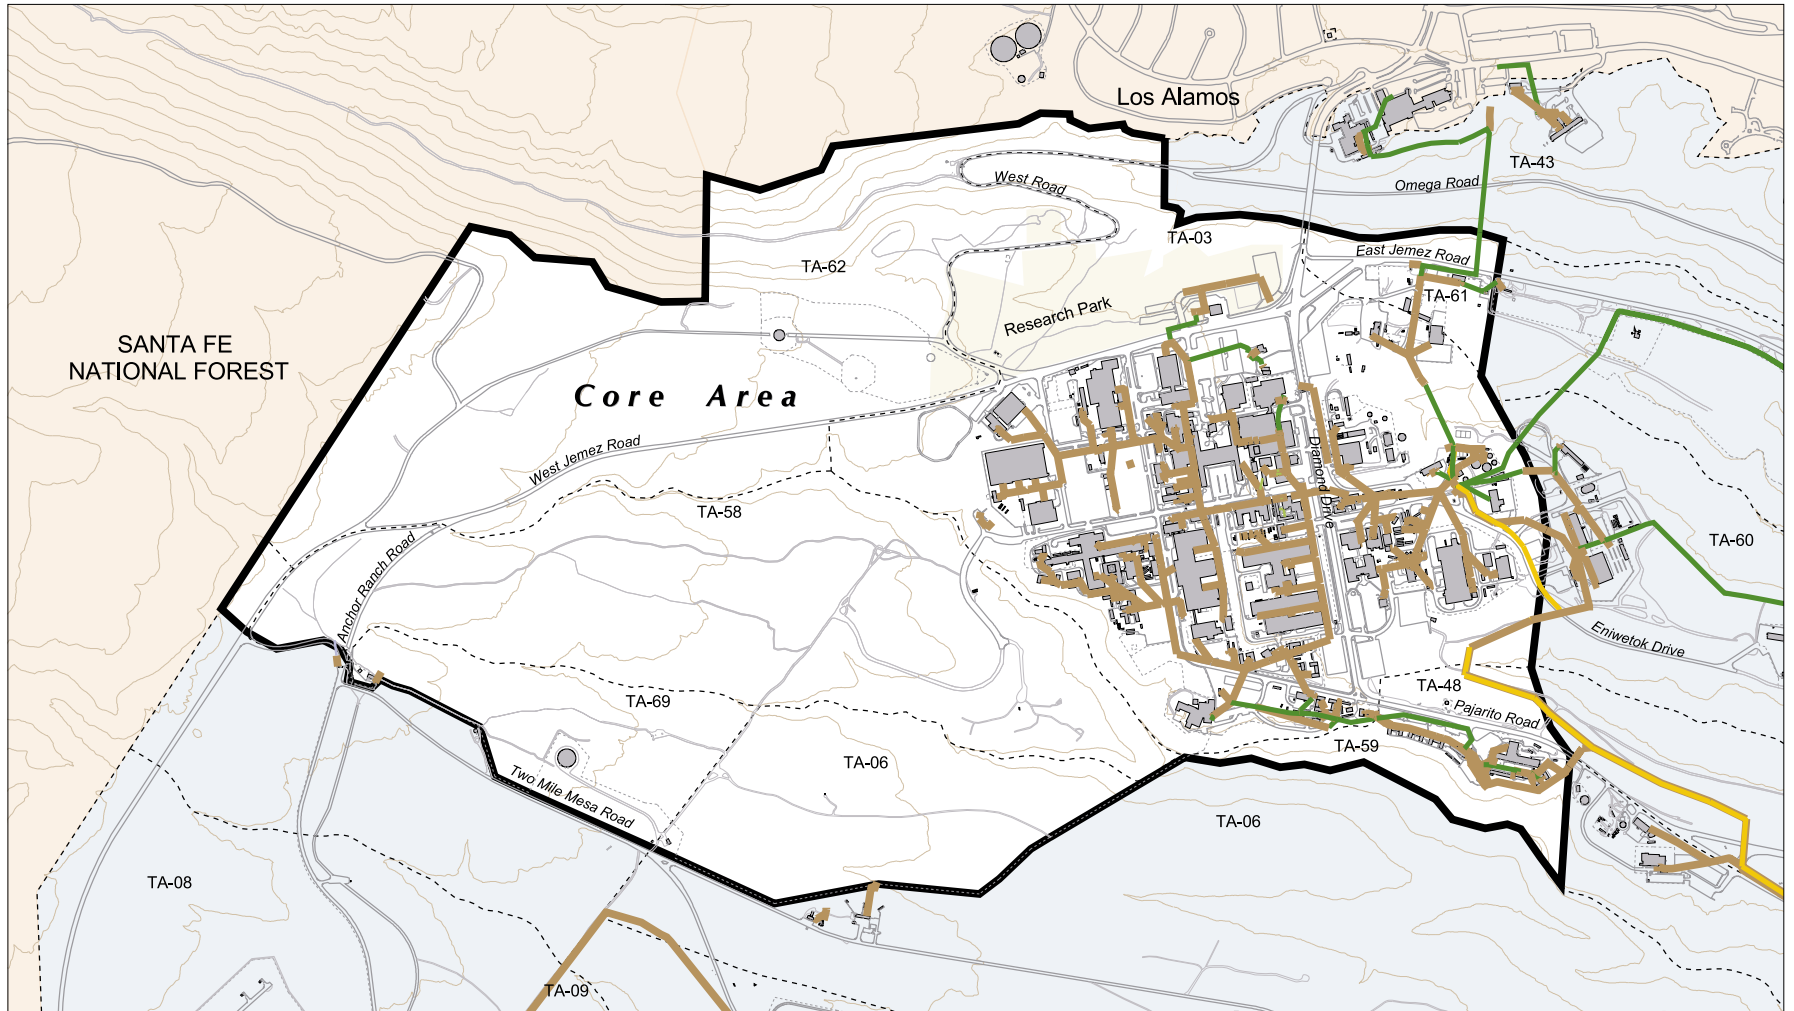 Los Alamos
TA-43
West Road
Omega Road
TA-03
East Jemez Road
TA-62
TA-61
Research Park
SANTA FE
NATIONAL FOREST
Core Area
West Jemez Road
Diamond Drive
TA-58
TA-60
Anchor Ranch Road
Eniwetok Drive
TA-48
TA-69
Pajarito Road
TA-59
TA-06
Two Mile Mesa Road
TA-06
TA-08
TA-09